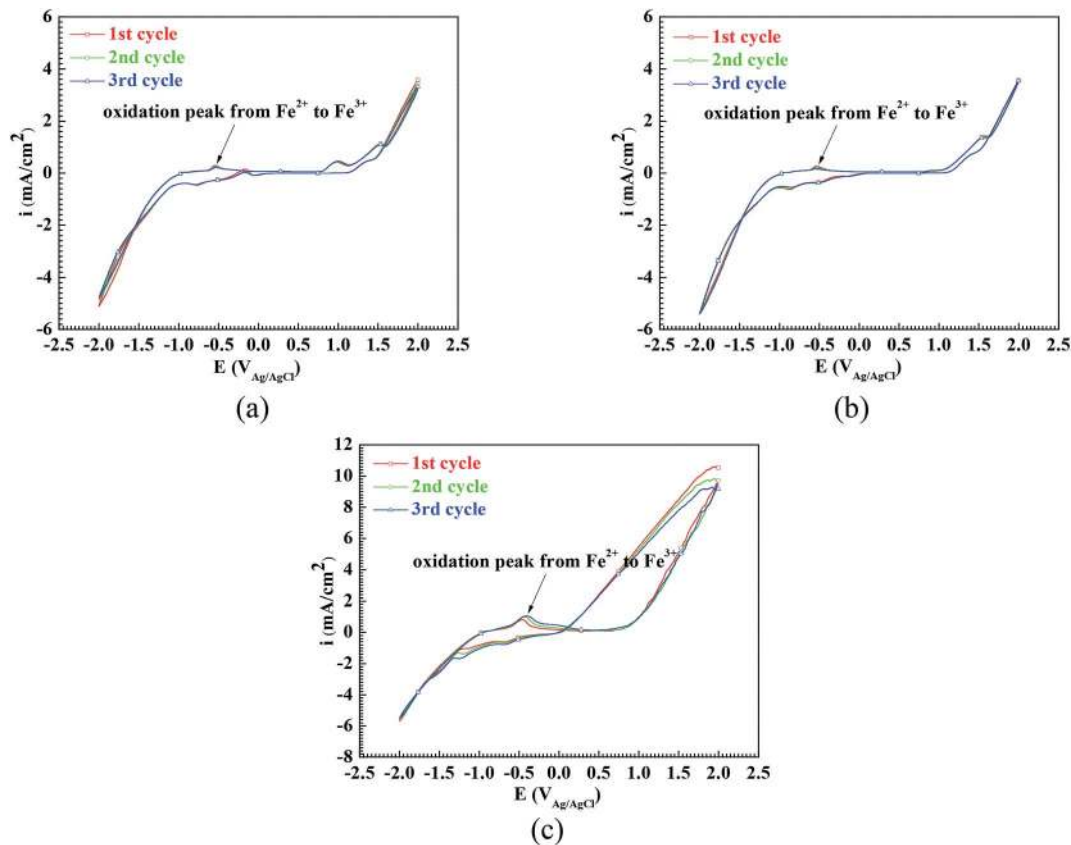 6
4
2
0
-2
-4
-6
i (mA/cm²)
1st cycle
2nd cycle
3rd cycle
oxidation peak from Fe²⁺ to Fe³⁺
-2.5 -2.0 -1.5 -1.0 -0.5 0.0 0.5 1.0 1.5 2.0 2.5
E (V_Ag/AgCl)
(a)
6
4
2
0
-2
-4
-6
i (mA/cm²)
1st cycle
2nd cycle
3rd cycle
oxidation peak from Fe²⁺ to Fe³⁺
-2.5 -2.0 -1.5 -1.0 -0.5 0.0 0.5 1.0 1.5 2.0 2.5
E (V_Ag/AgCl)
(b)
12
10
8
6
4
2
0
-2
-4
-6
-8
i (mA/cm²)
1st cycle
2nd cycle
3rd cycle
oxidation peak from Fe²⁺ to Fe³⁺
-2.5 -2.0 -1.5 -1.0 -0.5 0.0 0.5 1.0 1.5 2.0 2.5
E (V_Ag/AgCl)
(c)